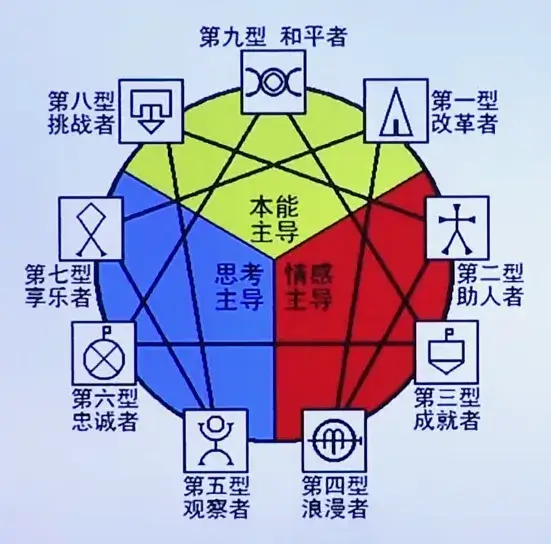 第九型 和平者
第八型
挑战者
第一型
改革者
本能
主导
第七型
享乐者
思考
主导
情感
主导
第二型
助人者
第六型
忠诚者
第三型
成就者
第五型
观察者
第四型
浪漫者